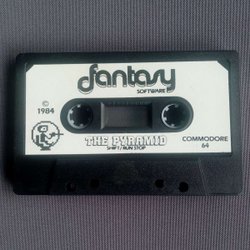 fantasy
SOFTWARE
©
1984
THE PYRAMID
SHIFT/RUN STOP
COMMODORE
64